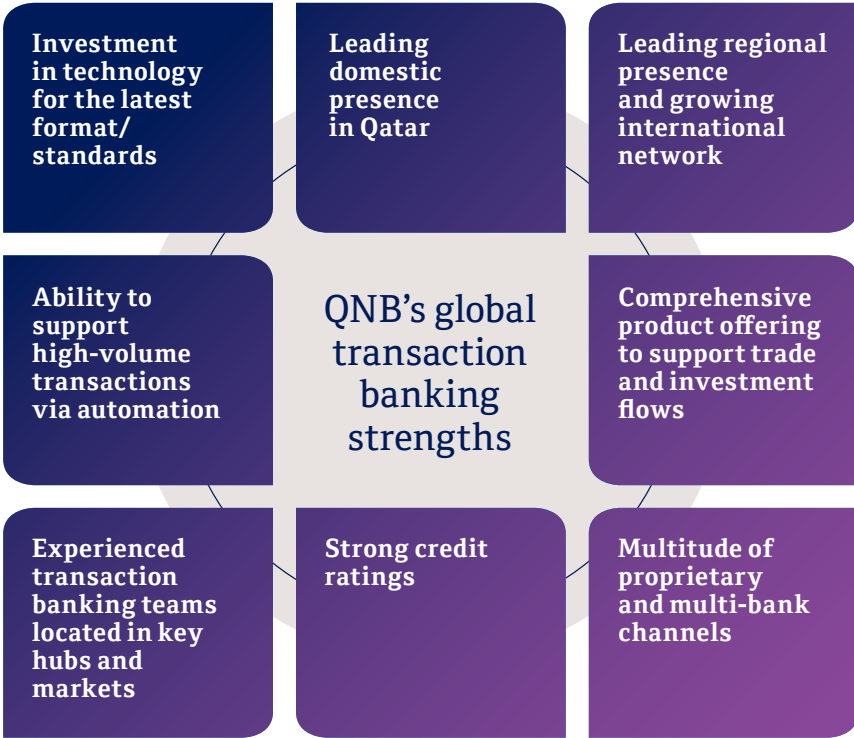 Investment
in technology
for the latest
format/
standards
Leading
domestic
presence
in Qatar
Leading regional
presence
and growing
international
network
Ability to
support
high-volume
transactions
via automation
QNB’s global
transaction
banking
strengths
Comprehensive
product offering
to support trade
and investment
flows
Experienced
transaction
banking teams
located in key
hubs and
markets
Strong credit
ratings
Multitude of
proprietary
and multi-bank
channels